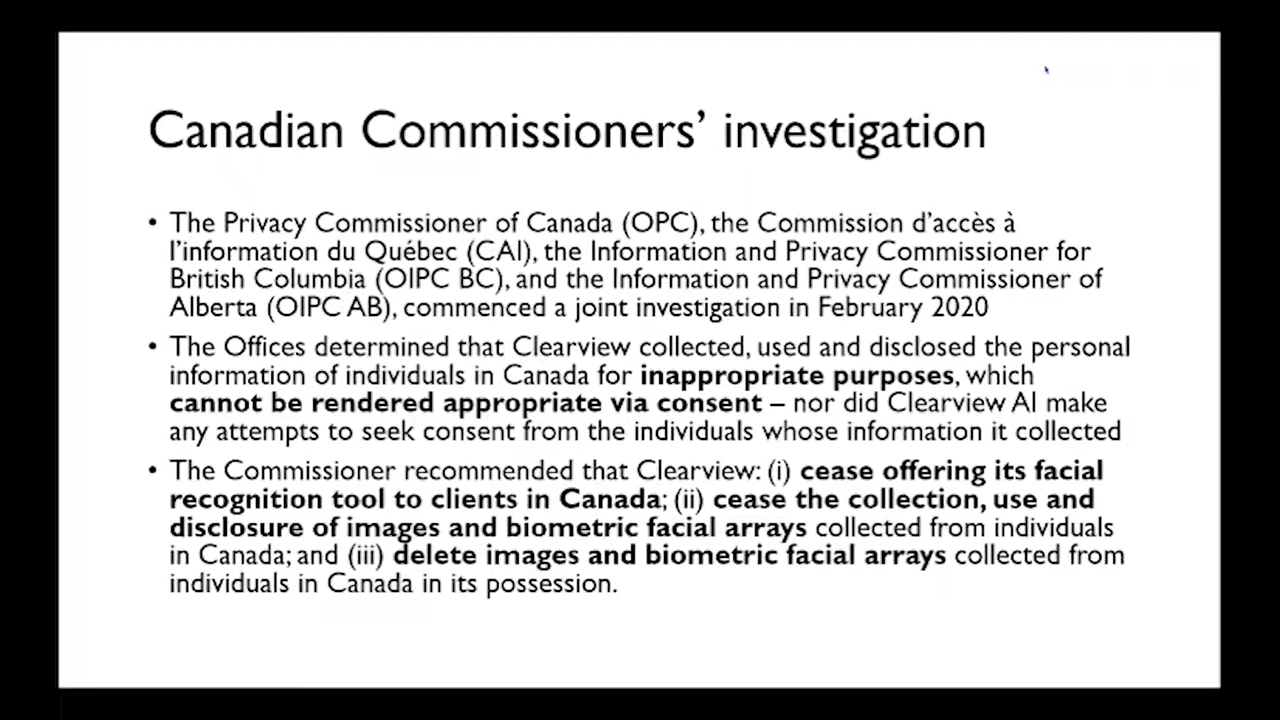 Canadian Commissioners’ investigation
• The Privacy Commissioner of Canada (OPC), the Commission d’accès à
l’information du Québec (CAI), the Information and Privacy Commissioner for
British Columbia (OIPC BC), and the Information and Privacy Commissioner of
Alberta (OIPC AB), commenced a joint investigation in February 2020
• The Offices determined that Clearview collected, used and disclosed the personal
information of individuals in Canada for inappropriate purposes, which
cannot be rendered appropriate via consent – nor did Clearview AI make
any attempts to seek consent from the individuals whose information it collected
• The Commissioner recommended that Clearview: (i) cease offering its facial
recognition tool to clients in Canada; (ii) cease the collection, use and
disclosure of images and biometric facial arrays collected from individuals
in Canada; and (iii) delete images and biometric facial arrays collected from
individuals in Canada in its possession.